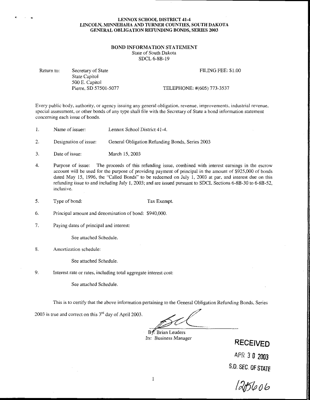 LENNOX SCHOOL DISTRICT 41-4
LINCOLN, MINNEHAHA AND TURNER COUNTIES, SOUTH DAKOTA
GENERAL OBLIGATION REFUNDING BONDS, SERIES 2003
BOND INFORMATION STATEMENT
State of South Dakota
SDCL 6-8B-19
Return to: Secretary of State FILING FEE: $1.00
State Capitol
500 E. Capitol
Pierre, SD 57501-5077 TELEPHONE: #(605) 773-3537
Every public body, authority, or agency issuing any general obligation, revenue, improvement, industrial revenue,
special assessment, or other bonds of any type shall file with the Secretary of State a bond information statement
concerning each issue of bonds.
1. Name of issuer: Lennox School District 41-4.
2. Designation of issue: General Obligation Refunding Bonds, Series 2003
3. Date of issue: March 15, 2003
4. Purpose of issue: The proceeds of this refunding issue, combined with interest earnings in the escrow
account will be used for the purpose of providing payment of principal in the amount of $925,000 of bonds
dated May 15, 1996, the "Called Bonds" to be redeemed on July 1, 2003 at par, and interest due on this
refunding issue to and including July 1, 2003; and are issued pursuant to SDCL Sections 6-8B-30 to 6-8B-52,
inclusive.
5. Type of bond: Tax Exempt.
6. Principal amount and denomination of bond: $940,000.
7. Paying dates of principal and interest:
See attached Schedule.
8. Amortization schedule:
See attached Schedule.
9. Interest rate or rates, including total aggregate interest cost:
See attached Schedule.
This is to certify that the above information pertaining to the General Obligation Refunding Bonds, Series
2003 is true and correct on this 3rd day of April 2003.
By: Brian Leaders
Its: Business Manager
RECEIVED
APR 30 2003
S.D. SEC. OF STATE
1